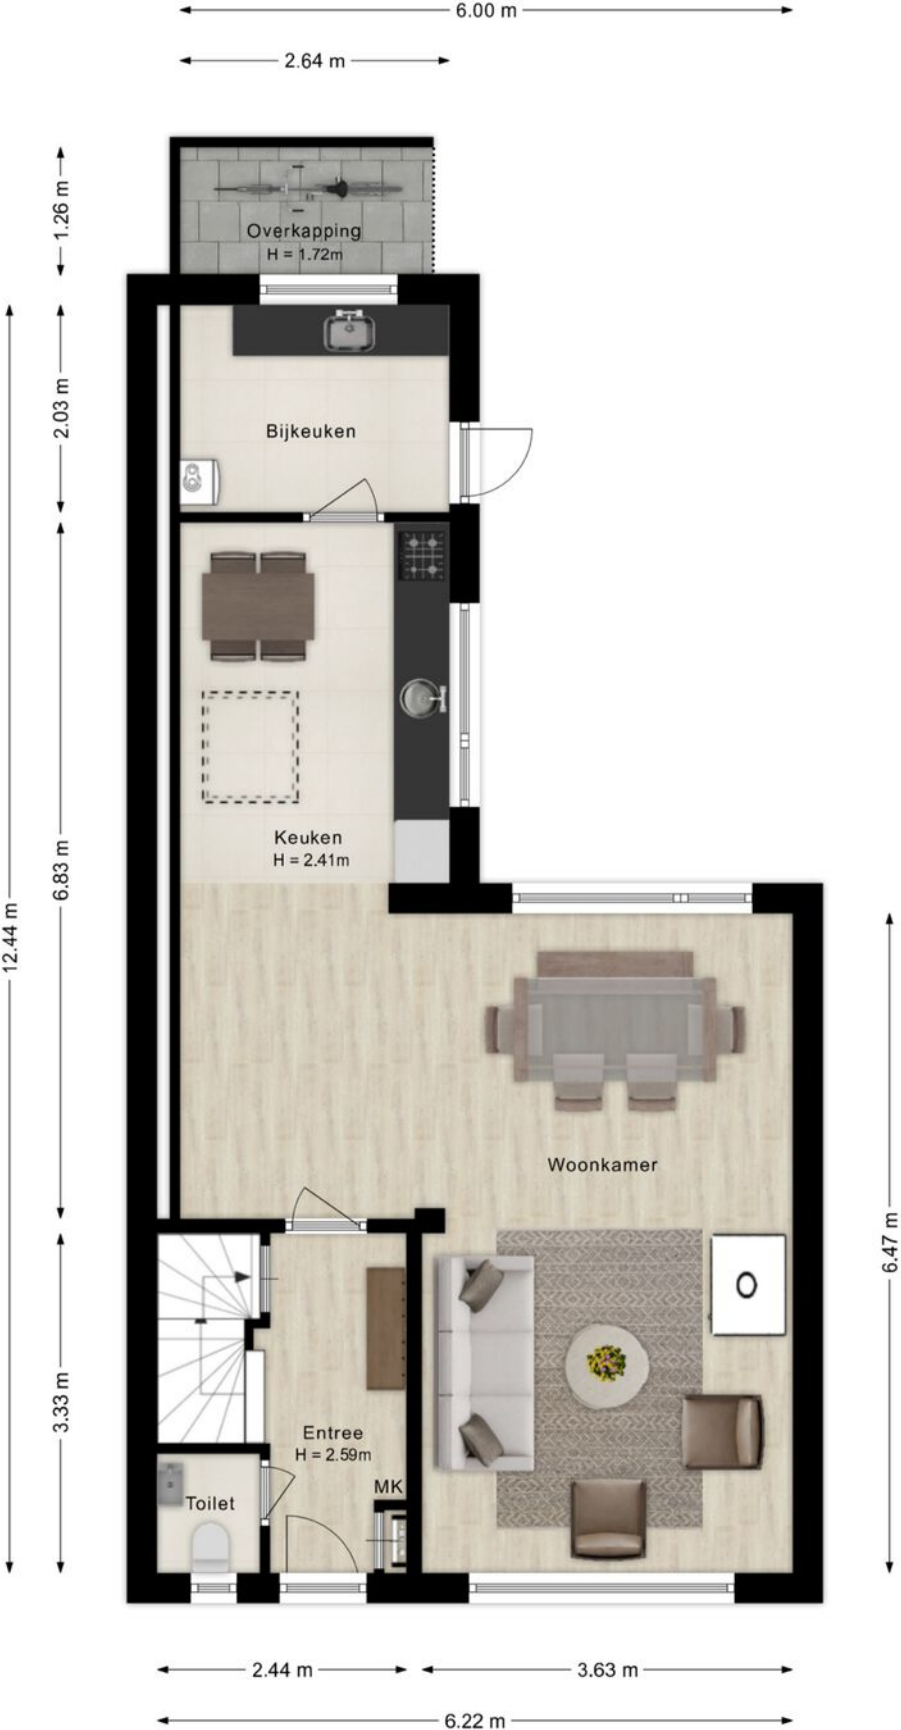 6.00 m
2.64 m
1.26 m
Overkapping
H = 1.72m
2.03 m
Bijkeuken
12.44 m
6.83 m
Keuken
H = 2.41m
Woonkamer
6.47 m
3.33 m
Entree
H = 2.59m
MK
Toilet
2.44 m
3.63 m
6.22 m